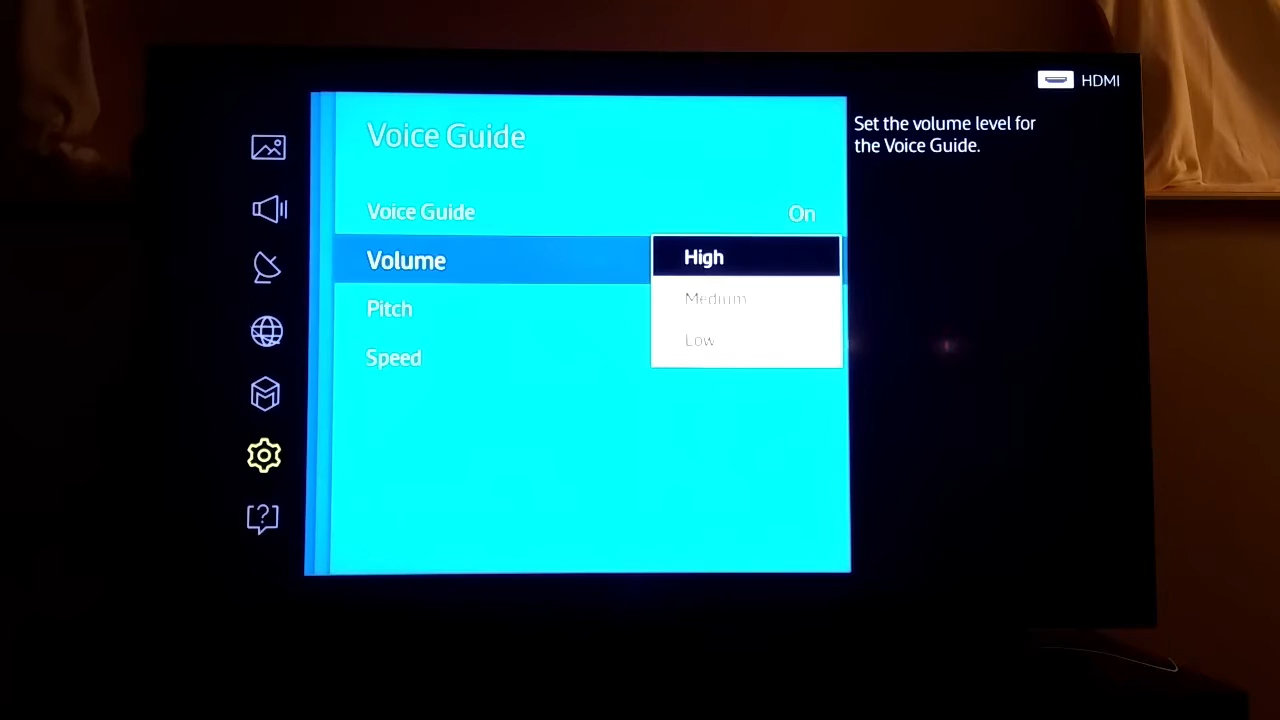 HDMI
Voice Guide
Set the volume level for
the Voice Guide.
Voice Guide On
Volume
High
Medium
Low
Pitch
Speed